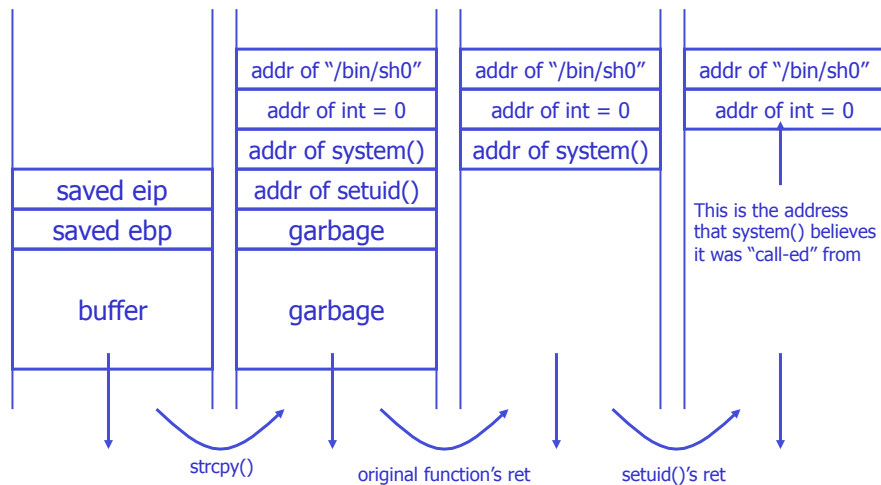 saved eip
saved ebp
buffer
addr of “/bin/sh0”
addr of int = 0
addr of system()
addr of setuid()
garbage
garbage
addr of “/bin/sh0”
addr of int = 0
addr of system()
addr of “/bin/sh0”
addr of int = 0
This is the address
that system() believes
it was “call-ed” from
strcpy()
original function’s ret
setuid()’s ret